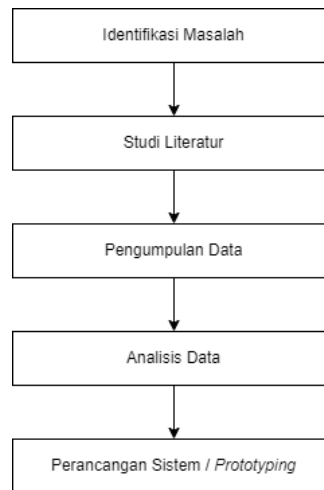 Identifikasi Masalah
Studi Literatur
Pengumpulan Data
Analisis Data
Perancangan Sistem / Prototyping